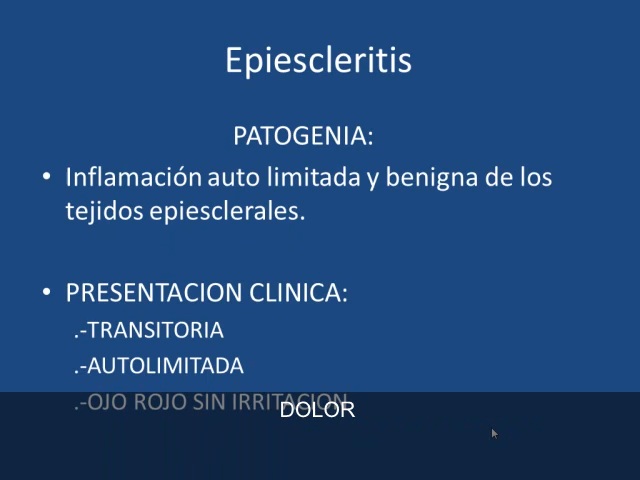 Epiescleritis
PATOGENIA:
• Inflamación auto limitada y benigna de los
tejidos epiesclerales.
• PRESENTACION CLINICA:
.-TRANSITORIA
.-AUTOLIMITADA
.-OJO ROJO SIN IRRITACION
DOLOR